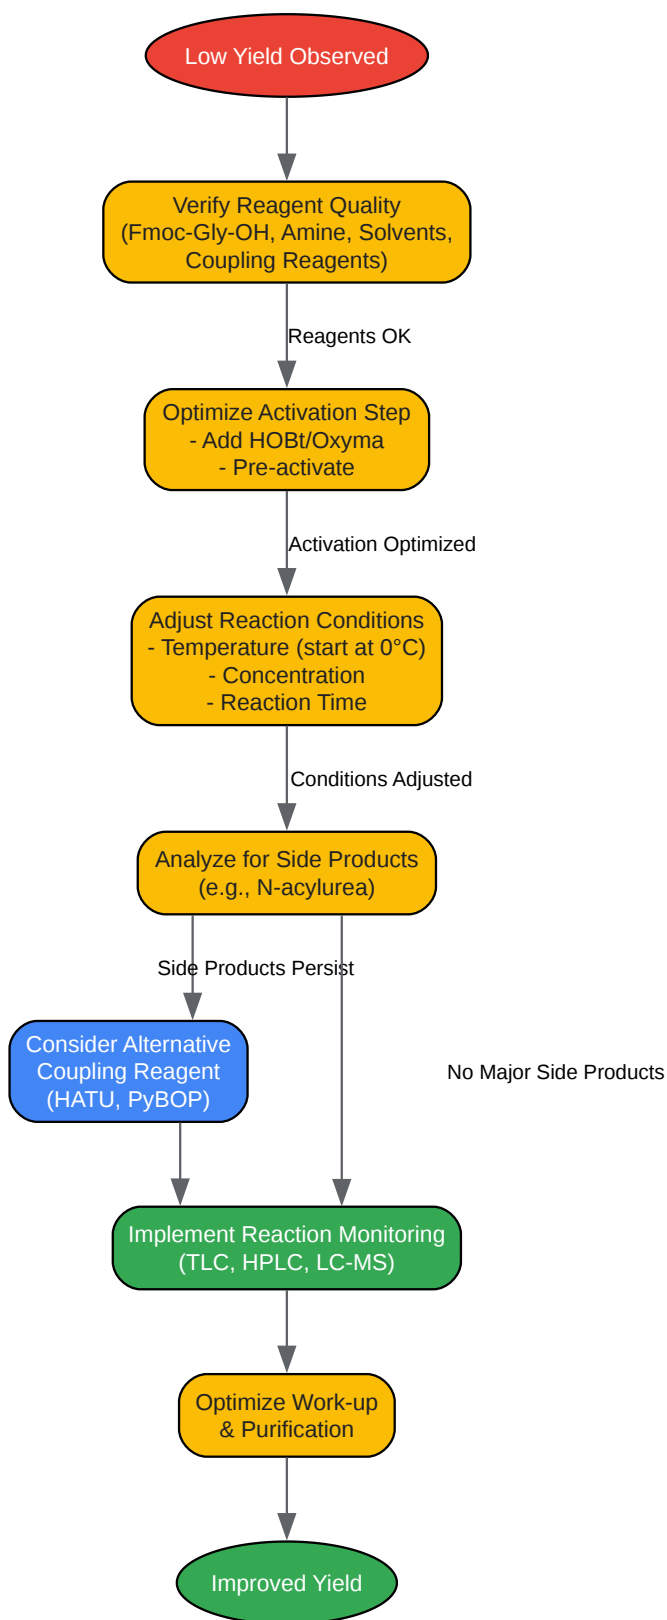 Low Yield Observed
Verify Reagent Quality
(Fmoc-Gly-OH, Amine, Solvents,
Coupling Reagents)
Reagents OK
Optimize Activation Step
- Add HOBt/Oxyma
- Pre-activate
Activation Optimized
Adjust Reaction Conditions
- Temperature (start at 0°C)
- Concentration
- Reaction Time
Conditions Adjusted
Analyze for Side Products
(e.g., N-acylurea)
Side Products Persist
Consider Alternative
Coupling Reagent
(HATU, PyBOP)
No Major Side Products
Implement Reaction Monitoring
(TLC, HPLC, LC-MS)
Optimize Work-up
& Purification
Improved Yield